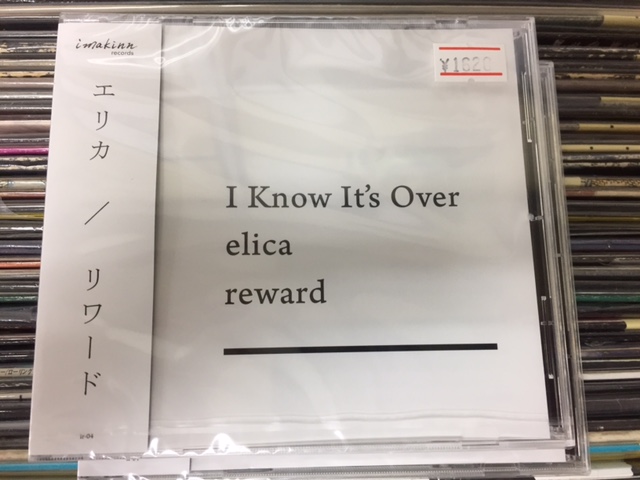 imakinn
records
エリカ / リワード
ir-04
¥1620
I Know It's Over
elica
reward